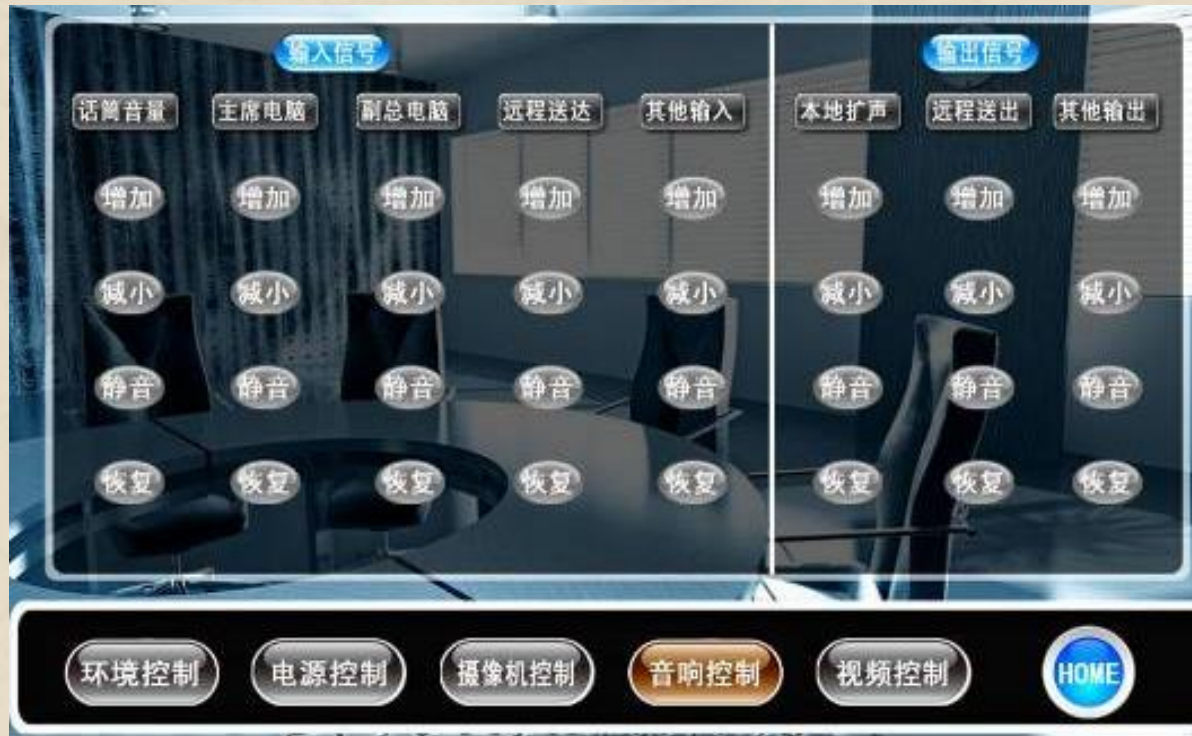 输入信号 输出信号
话筒音量 主席电脑 副总电脑 远程送达 其他输入 本地扩声 远程送出 其他输出
增加 增加 增加 增加 增加 增加 增加 增加
减小 减小 减小 减小 减小 减小 减小 减小
静音 静音 静音 静音 静音 静音 静音 静音
恢复 恢复 恢复 恢复 恢复 恢复 恢复 恢复
环境控制 电源控制 摄像机控制 音响控制 视频控制 HOME